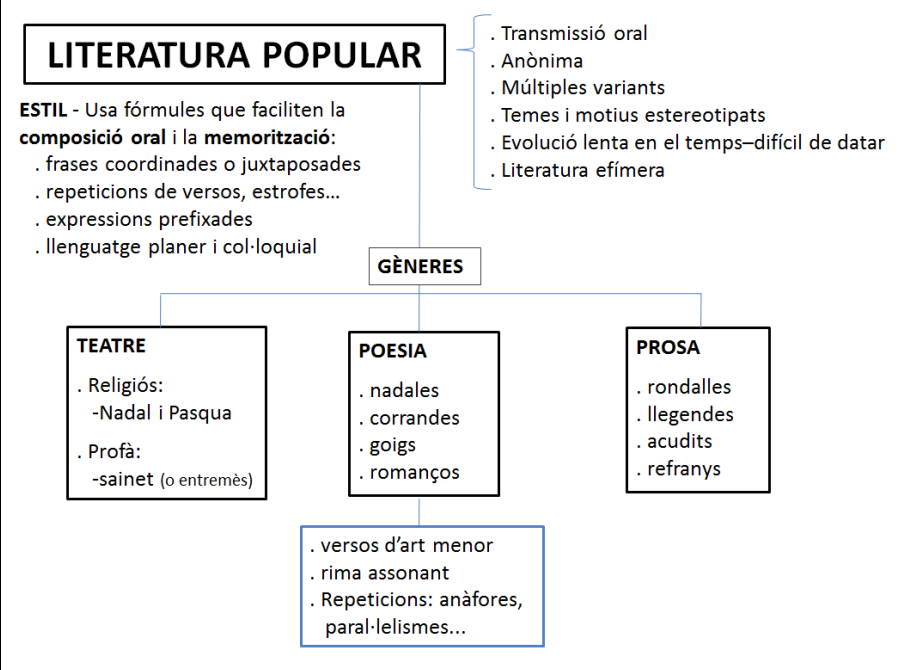 LITERATURA POPULAR
. Transmissió oral
. Anònima
. Múltiples variants
. Temes i motius estereotipats
. Evolució lenta en el temps–difícil de datar
. Literatura efímera
ESTIL - Usa fórmules que faciliten la
composició oral i la memorització:
. frases coordinades o juxtaposades
. repeticions de versos, estrofes...
. expressions prefixades
. llenguatge planer i col·loquial
GÈNERES
TEATRE
. Religiós:
-Nadal i Pasqua
. Profà:
-sainet (o entremès)
POESIA
. nadales
. corrandes
. goigs
. romanços
PROSA
. rondalles
. llegendes
. acudits
. refranys
. versos d’art menor
. rima assonant
. Repeticions: anàfores,
paral·lelismes...